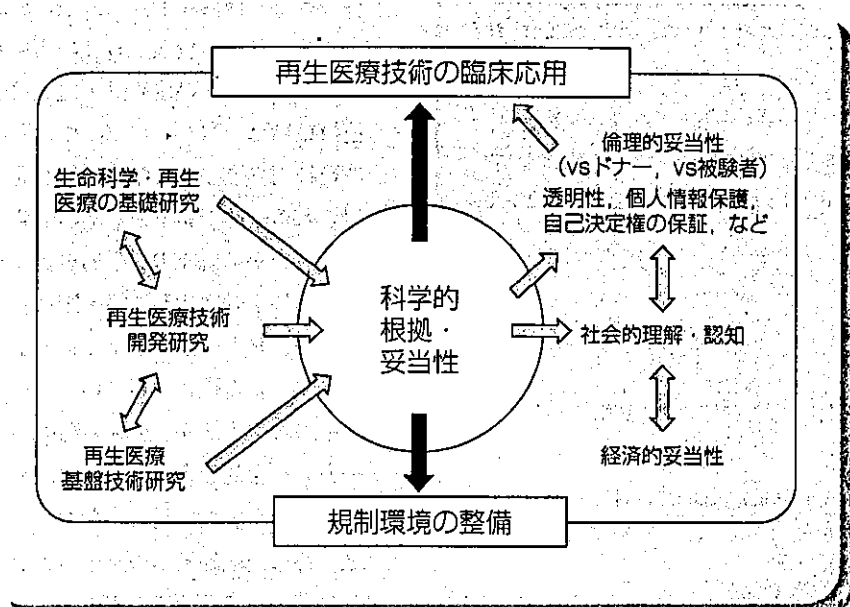 再生医療技術の臨床応用
倫理的妥当性
(vsドナー，vs被験者)
透明性，個人情報保護，
自己決定権の保証，など
生命科学・再生
医療の基礎研究
再生医療技術
開発研究
再生医療
基盤技術研究
科学的
根拠・
妥当性
社会的理解・認知
経済的妥当性
規制環境の整備